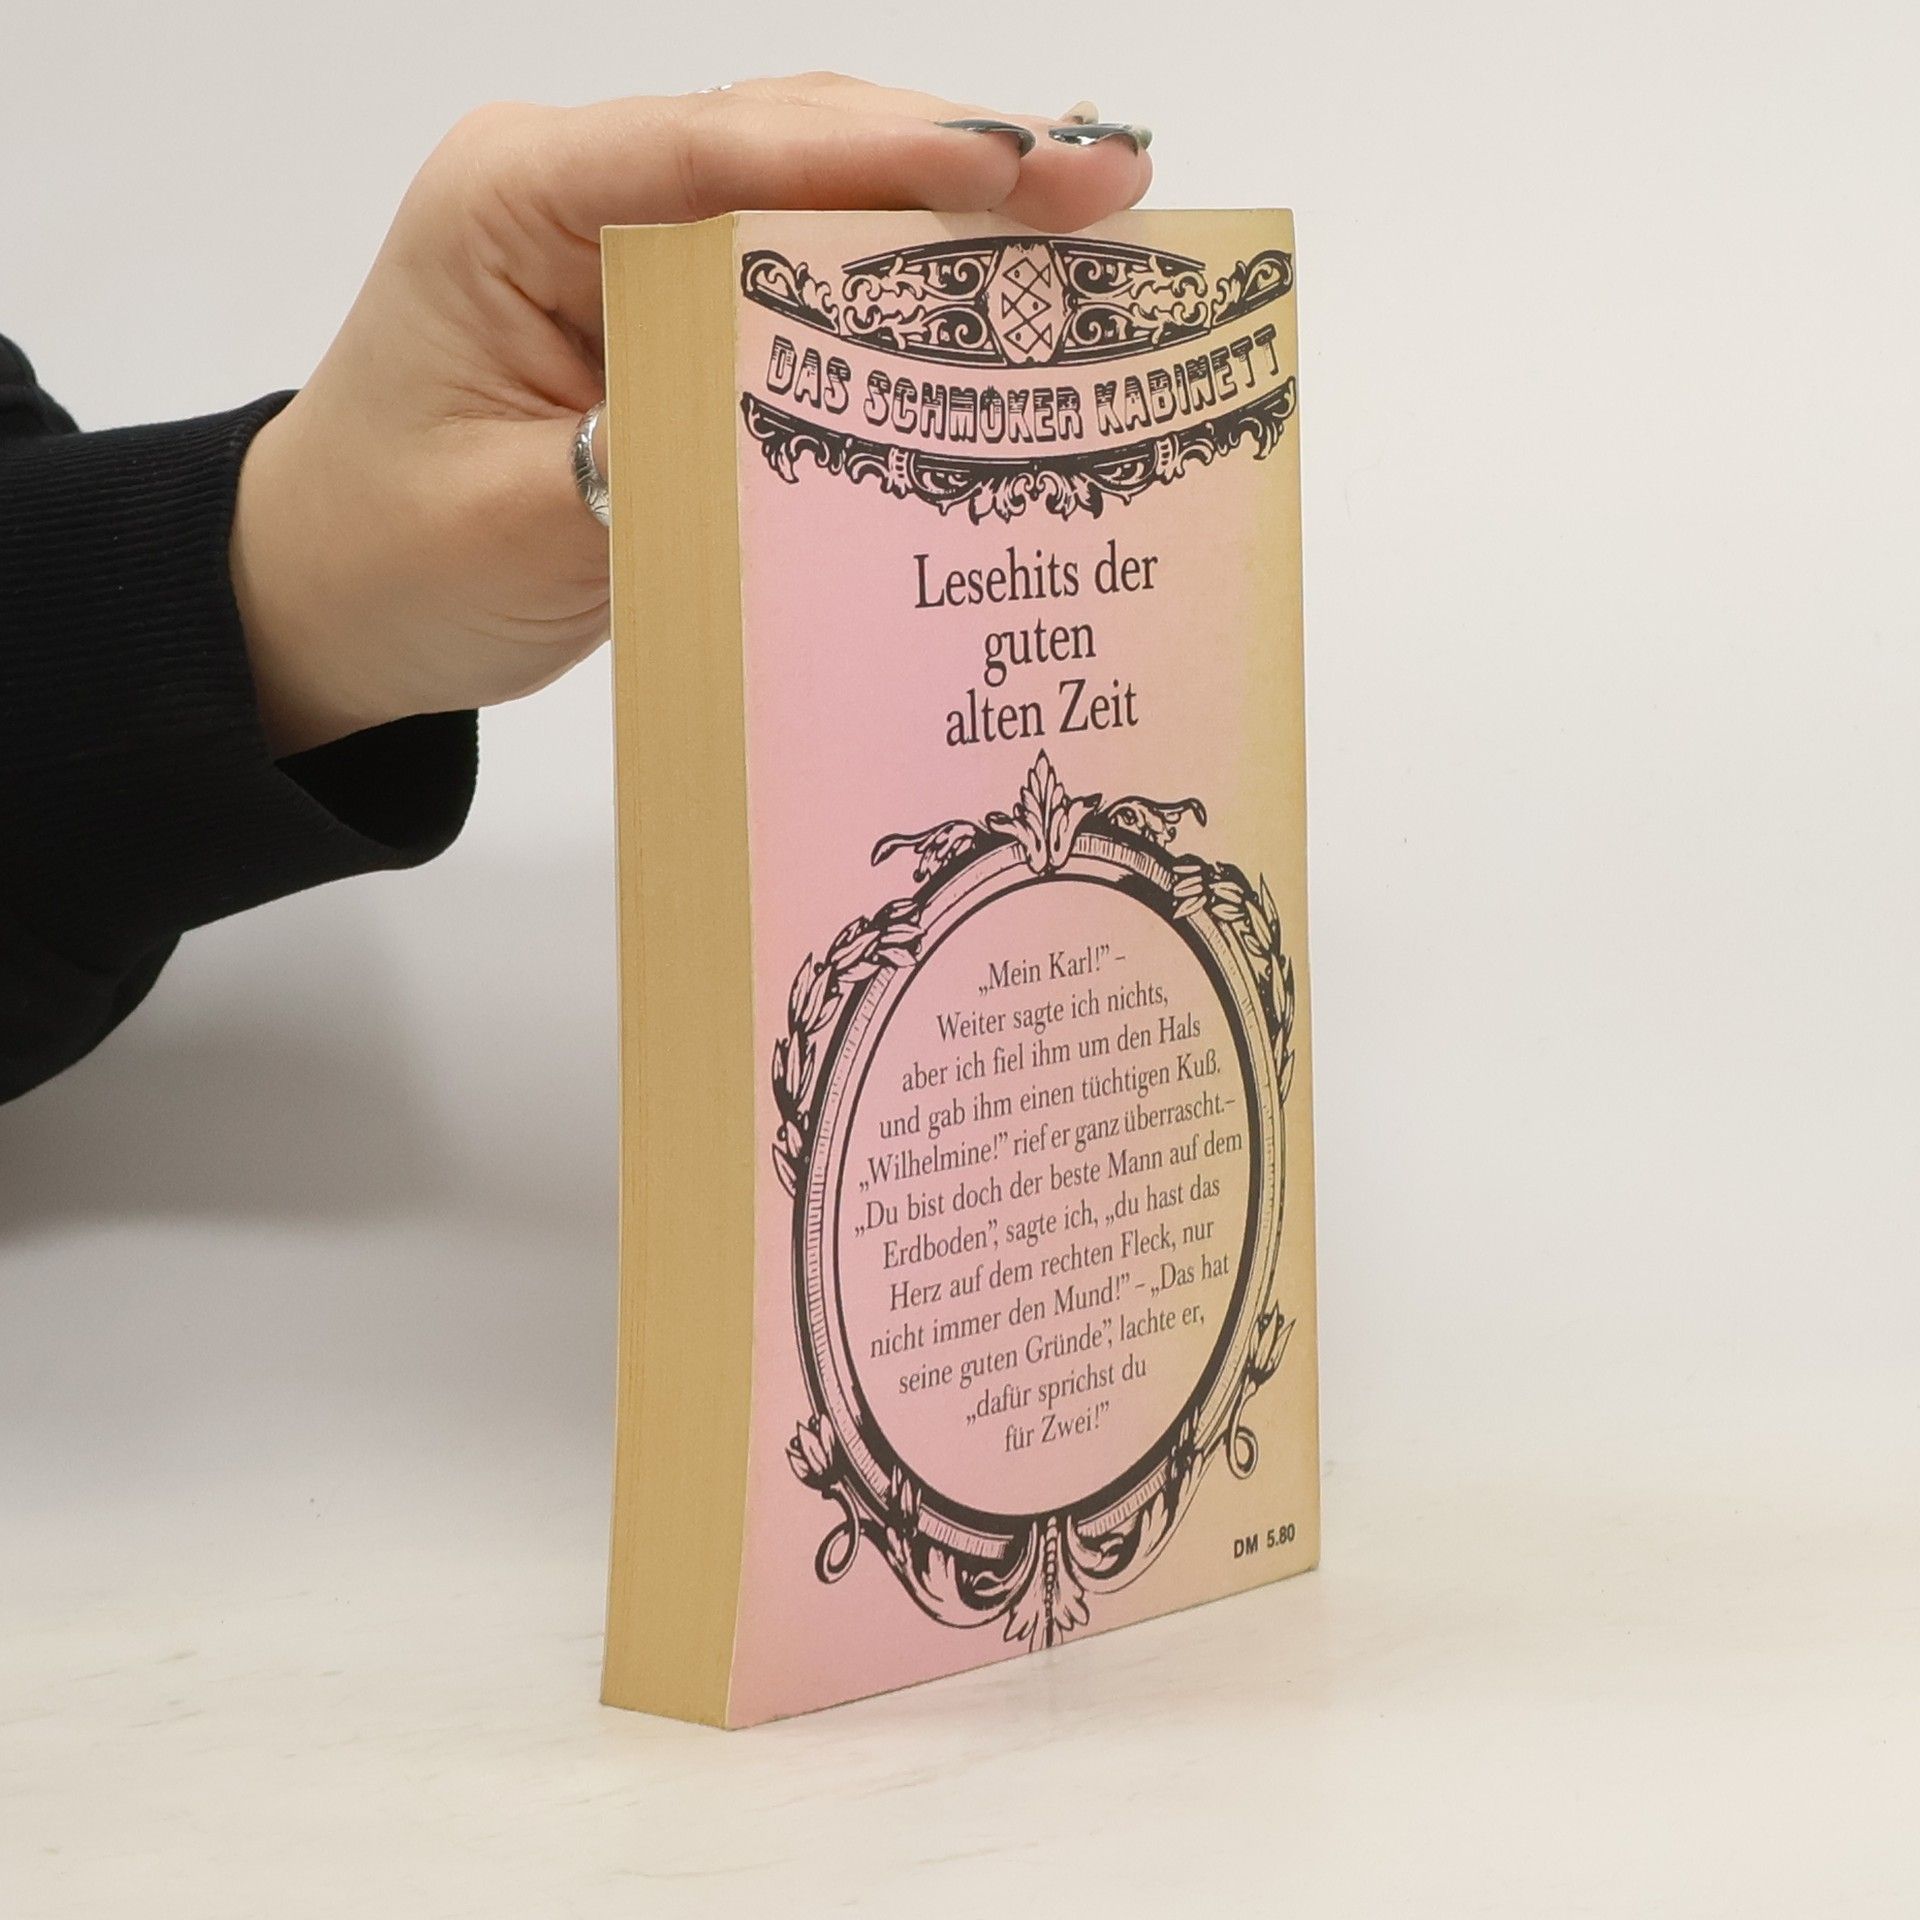 DAS SCHMÖKER KABINETT
Lesehits der
guten
alten Zeit
„Mein Karl!” –
Weiter sagte ich nichts,
aber ich fiel ihm um den Hals
und gab ihm einen tüchtigen Kuß.
„Wilhelmine!” rief er ganz überrascht.–
„Du bist doch der beste Mann auf dem
Erdboden”, sagte ich, „du hast das
Herz auf dem rechten Fleck, nur
nicht immer den Mund!” – „Das hat
seine guten Gründe”, lachte er,
„dafür sprichst du
für Zwei!”
DM 5.80